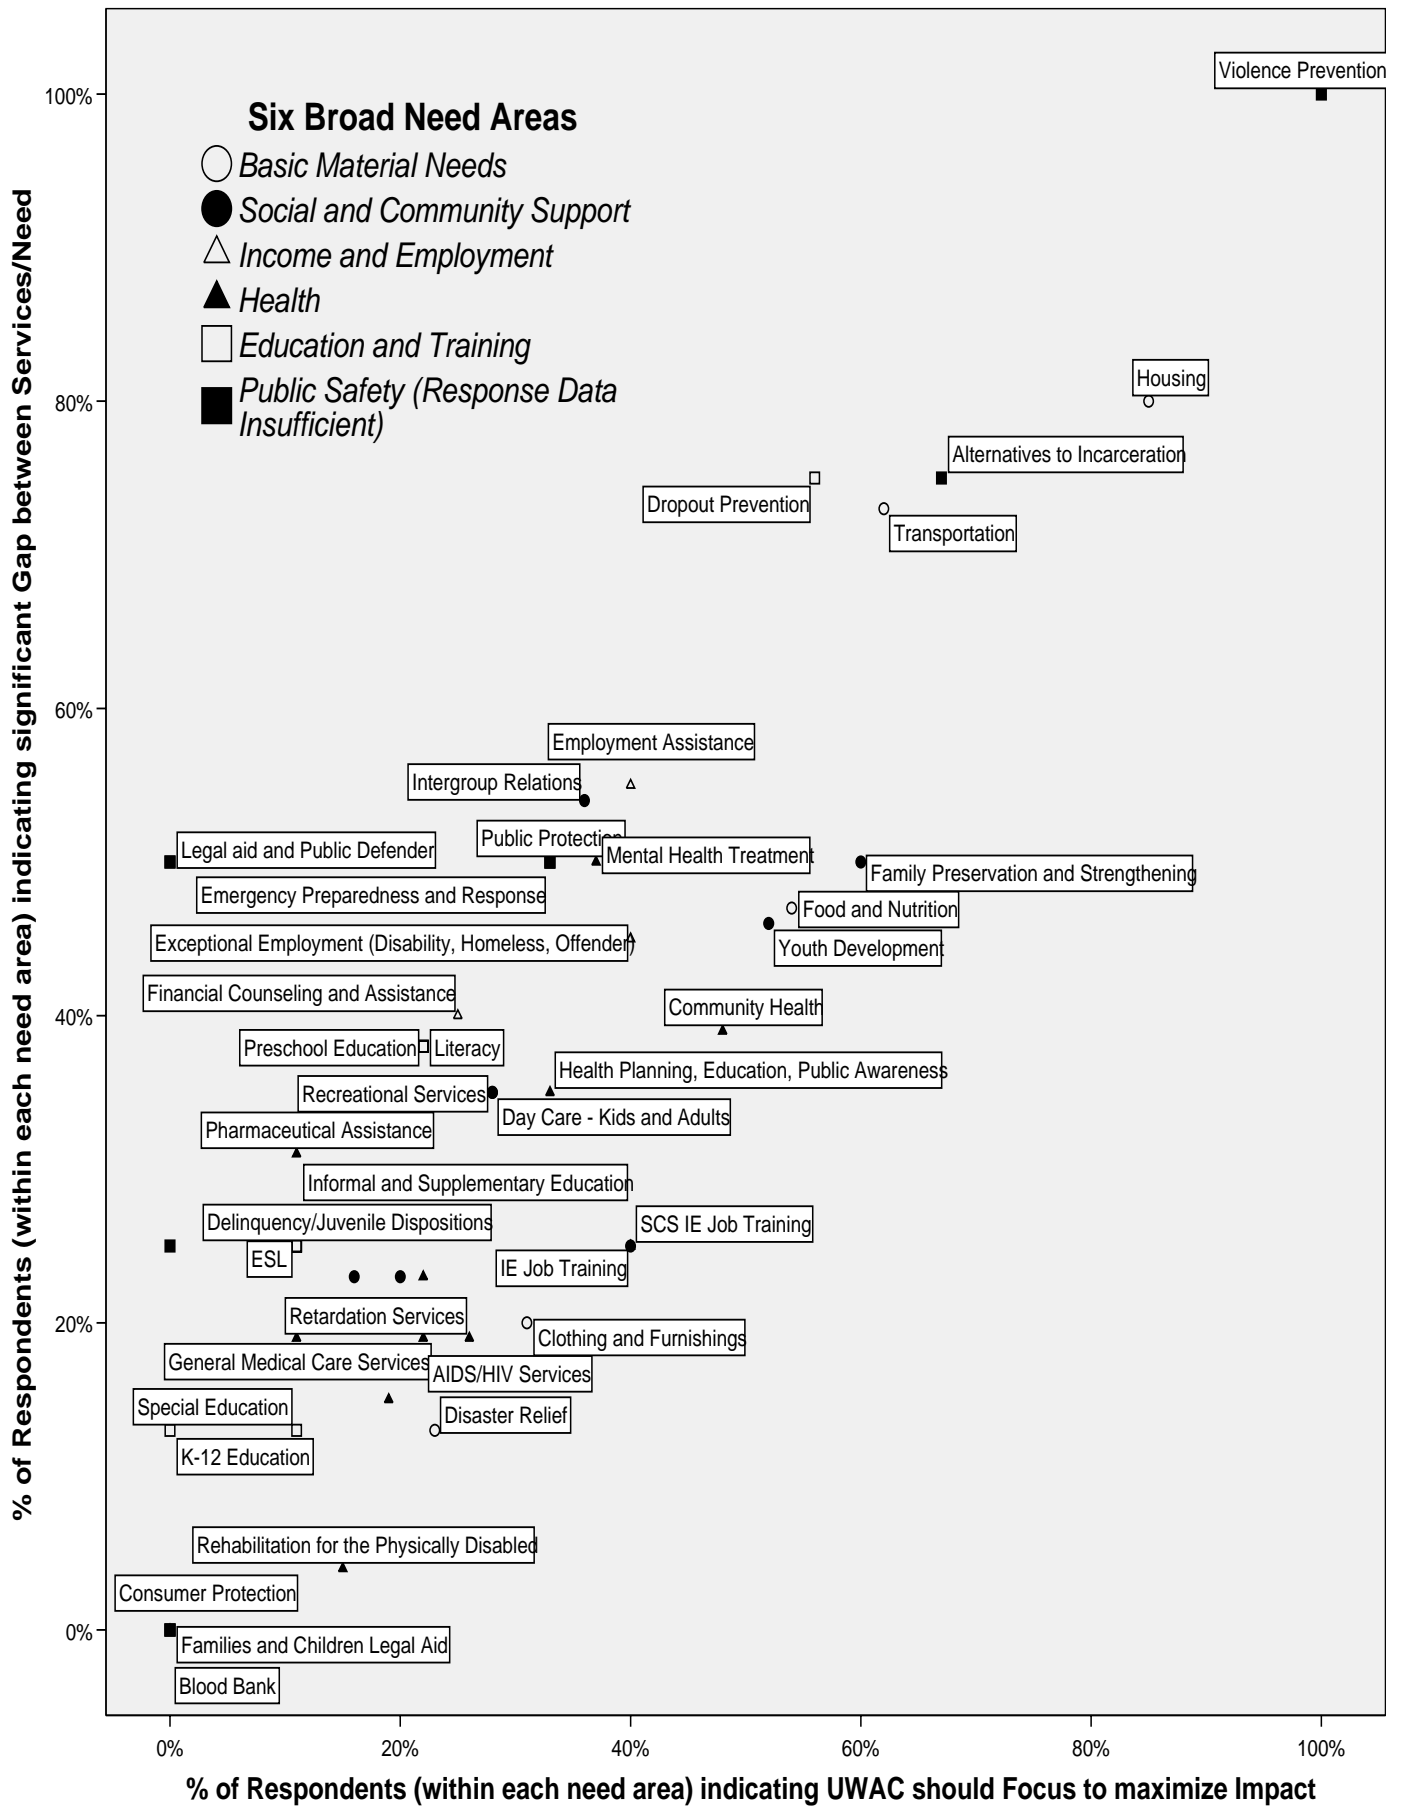 Violence Prevention
100%
Six Broad Need Areas
Basic Material Needs
Social and Community Support
Income and Employment
Health
Education and Training
Public Safety (Response Data
Insufficient)
Housing
80%
Alternatives to Incarceration
Dropout Prevention
Transportation
60%
Employment Assistance
Intergroup Relations
Public Protection
Legal aid and Public Defender
Mental Health Treatment
Family Preservation and Strengthening
Emergency Preparedness and Response
Food and Nutrition
Exceptional Employment (Disability, Homeless, Offender)
Youth Development
Financial Counseling and Assistance
Community Health
40%
Preschool Education
Literacy
Health Planning, Education, Public Awareness
Recreational Services
Day Care - Kids and Adults
Pharmaceutical Assistance
Informal and Supplementary Education
Delinquency/Juvenile Dispositions
SCS IE Job Training
ESL
IE Job Training
Retardation Services
20%
Clothing and Furnishings
General Medical Care Services
AIDS/HIV Services
Special Education
Disaster Relief
K-12 Education
Rehabilitation for the Physically Disabled
Consumer Protection
0%
Families and Children Legal Aid
Blood Bank
0%
20%
40%
60%
80%
100%
% of Respondents (within each need area) indicating UWAC should Focus to maximize Impact
% of Respondents (within each need area) indicating significant Gap between Services/Need